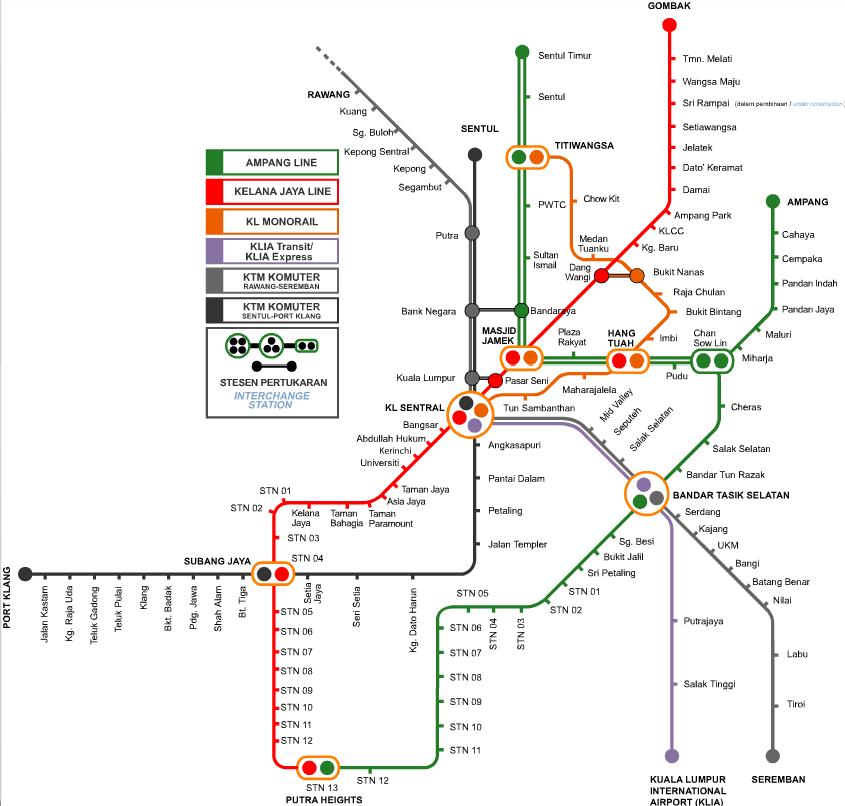 GOMBAK
Tmn. Melati
Wangsa Maju
Sri Rampai (dalam pembinaan / under construction)
Setiawangsa
Jelatek
Dato' Keramat
Damai
Ampang Park
KLCC
Kg. Baru
Dang
Wangi
RAWANG
Kuang
Sg. Buloh
Kepong Sentral
Kepong
Segambut
SENTUL
Putra
Bank Negara
Kuala Lumpur
Sentul Timur
Sentul
TITIWANGSA
PWTC
Sultan
Ismail
Bandaraya
Chow Kit
Medan
Tuanku
Bukit Nanas
Raja Chulan
Bukit Bintang
Imbi
AMPANG
Cahaya
Cempaka
Pandan Indah
Pandan Jaya
Maluri
Miharja
AMPANG LINE
KELANA JAYA LINE
KL MONORAIL
KLIA Transit/
KLIA Express
KTM KOMUTER
RAWANG-SEREMBAN
KTM KOMUTER
SENTUL-PORT KLANG
STESEN PERTUKARAN
INTERCHANGE
STATION
MASJID
JAMEK
Plaza
Rakyat
HANG
TUAH
Chan
Sow Lin
Pudu
Pasar Seni
Maharajalela
Tun Sambanthan
KL SENTRAL
Mid Valley
Seputeh
Salak Selatan
Cheras
Salak Selatan
Bandar Tun Razak
BANDAR TASIK SELATAN
Bangsar
Abdullah Hukum
Kerinchi
Universiti
Taman Jaya
Asia Jaya
Taman
Paramount
Taman
Bahagia
Kelana
Jaya
STN 01
STN 02
STN 03
STN 04
Angkasapuri
Pantai Dalam
Petaling
Jalan Templer
SUBANG JAYA
PORT KLANG
Jalan Kastam
Kg. Raja Uda
Teluk Gadong
Teluk Pulai
Klang
Bkt. Badak
Pdg. Jawa
Shah Alam
Bt. Tiga
Setia
Jaya
Seri Setia
Kg. Dato Harun
STN 05
STN 06
STN 07
STN 08
STN 09
STN 10
STN 11
STN 12
STN 13
PUTRA HEIGHTS
STN 12
STN 11
STN 10
STN 09
STN 08
STN 07
STN 06
STN 05
STN 04
STN 03
STN 02
STN 01
Sri Petaling
Bukit Jalil
Sg. Besi
Serdang
Kajang
UKM
Bangi
Batang Benar
Nilai
Labu
Tiroi
SEREMBAN
Putrajaya
Salak Tinggi
KUALA LUMPUR
INTERNATIONAL
AIRPORT (KLIA)